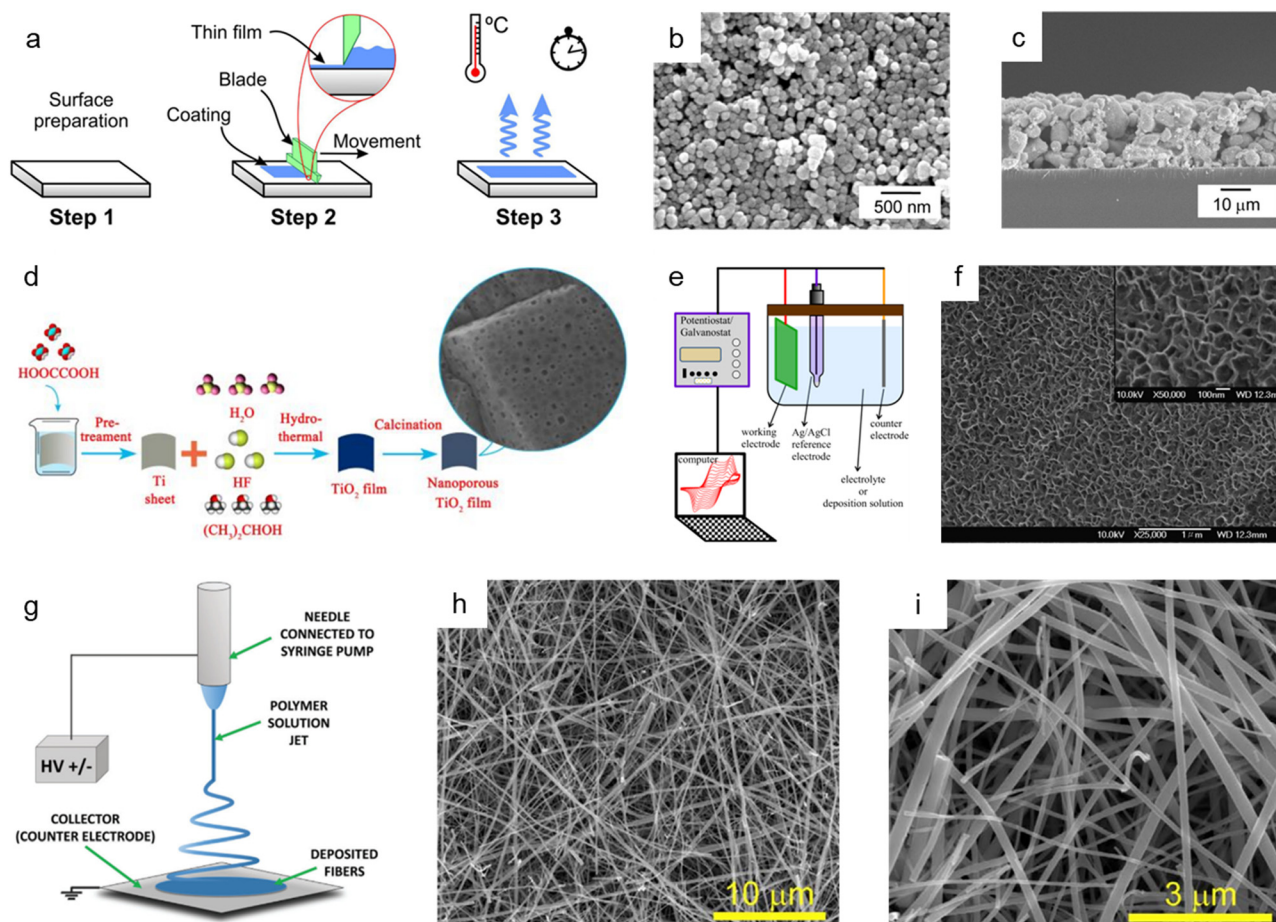 a
Thin film
Blade
Coating
Surface
preparation
Movement
ºC
Step 1
Step 2
Step 3
b
500 nm
c
10 μm
d
HOOCCOOH
Pre-
treament
Ti
sheet
H₂O
HF
(CH₃)₂CHOH
Hydro-
thermal
TiO₂ film
Calcination
Nanoporous
TiO₂ film
e
Potentiostat/
Galvanostat
working
electrode
Ag/AgCl
reference
electrode
counter
electrode
computer
electrolyte
or
deposition solution
f
10.0kV X50,000 100nm WD 12.3m
10.0kV X25,000 1μm WD 12.3mm
g
NEEDLE
CONNECTED TO
SYRINGE PUMP
POLYMER
SOLUTION
JET
HV +/-
COLLECTOR
(COUNTER ELECTRODE)
DEPOSITED
FIBERS
h
10 μm
i
3 μm